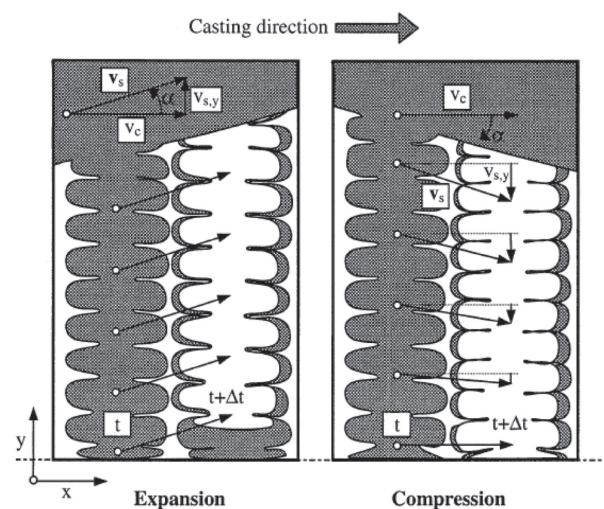 Casting direction
v_s
α
v_s,y
v_c
t
t+Δt
y
x
Expansion
v_c
α
v_s,y
v_s
t
t+Δt
Compression